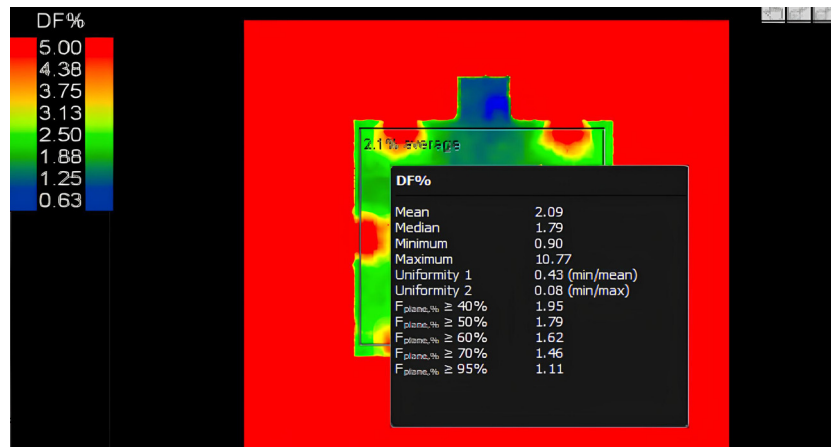 DF%
5.00
4.38
3.75
3.13
2.50
1.88
1.25
0.63
2.1% average
DF%
Mean 2.09
Median 1.79
Minimum 0.90
Maximum 10.77
Uniformity 1 0.43 (min/mean)
Uniformity 2 0.08 (min/max)
Fplane,% ≥ 40% 1.95
Fplane,% ≥ 50% 1.79
Fplane,% ≥ 60% 1.62
Fplane,% ≥ 70% 1.46
Fplane,% ≥ 95% 1.11